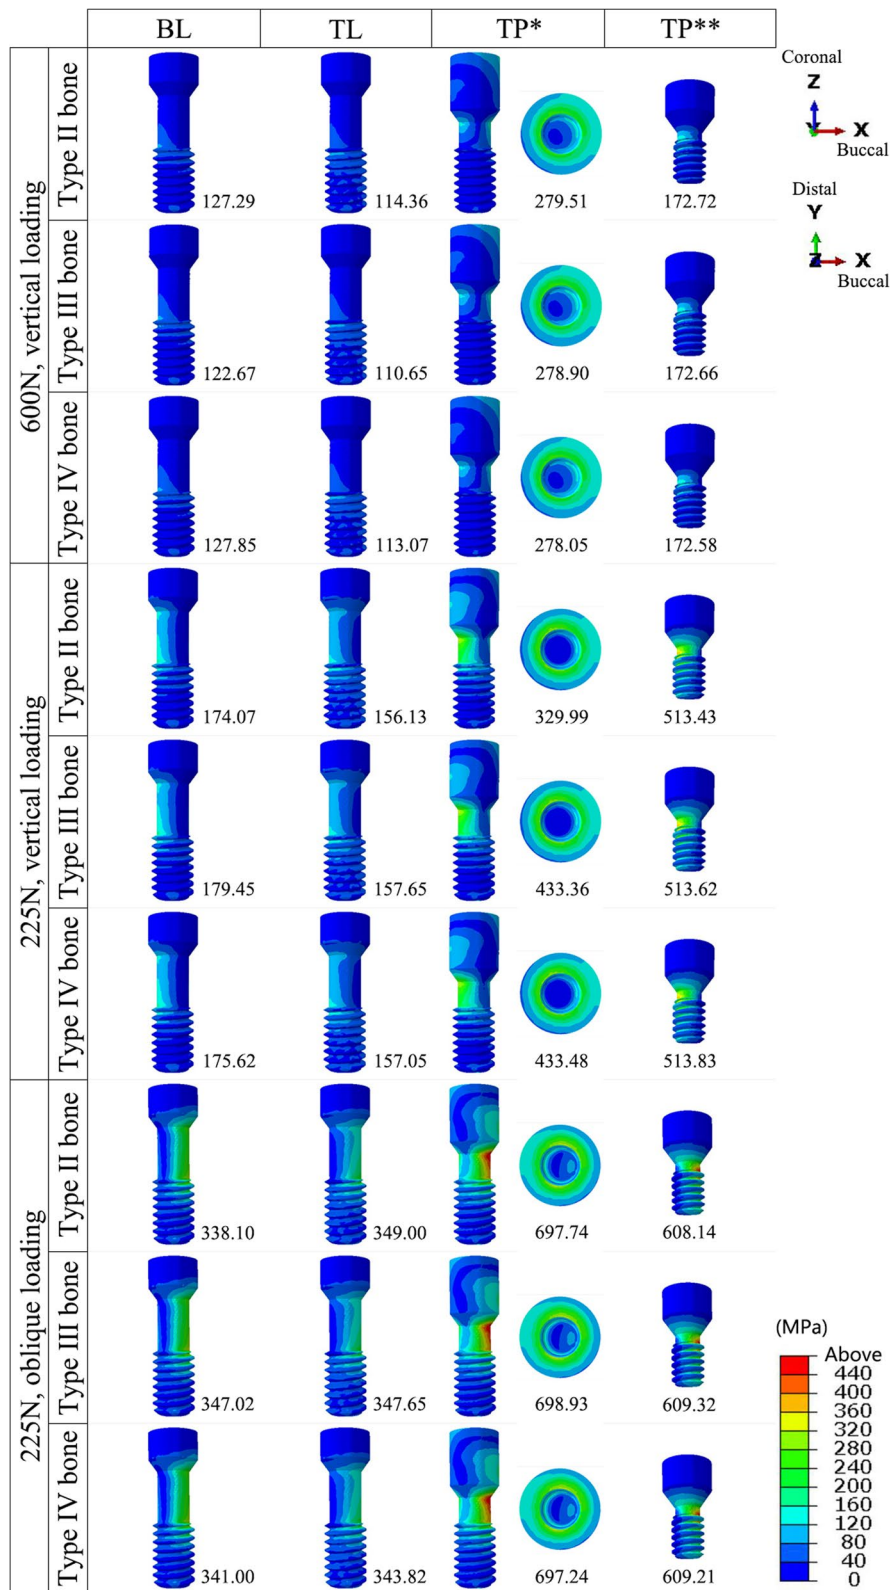 BL TL TP* TP**
600N, vertical loading
Type II bone
127.29 114.36 279.51 172.72
Type III bone
122.67 110.65 278.90 172.66
Type IV bone
127.85 113.07 278.05 172.58
225N, vertical loading
Type II bone
174.07 156.13 329.99 513.43
Type III bone
179.45 157.65 433.36 513.62
Type IV bone
175.62 157.05 433.48 513.83
225N, oblique loading
Type II bone
338.10 349.00 697.74 608.14
Type III bone
347.02 347.65 698.93 609.32
Type IV bone
341.00 343.82 697.24 609.21
Coronal
Z
Y X
Buccal
Distal
Y
Z X
Buccal
(MPa)
Above
440
400
360
320
280
240
200
160
120
80
40
0